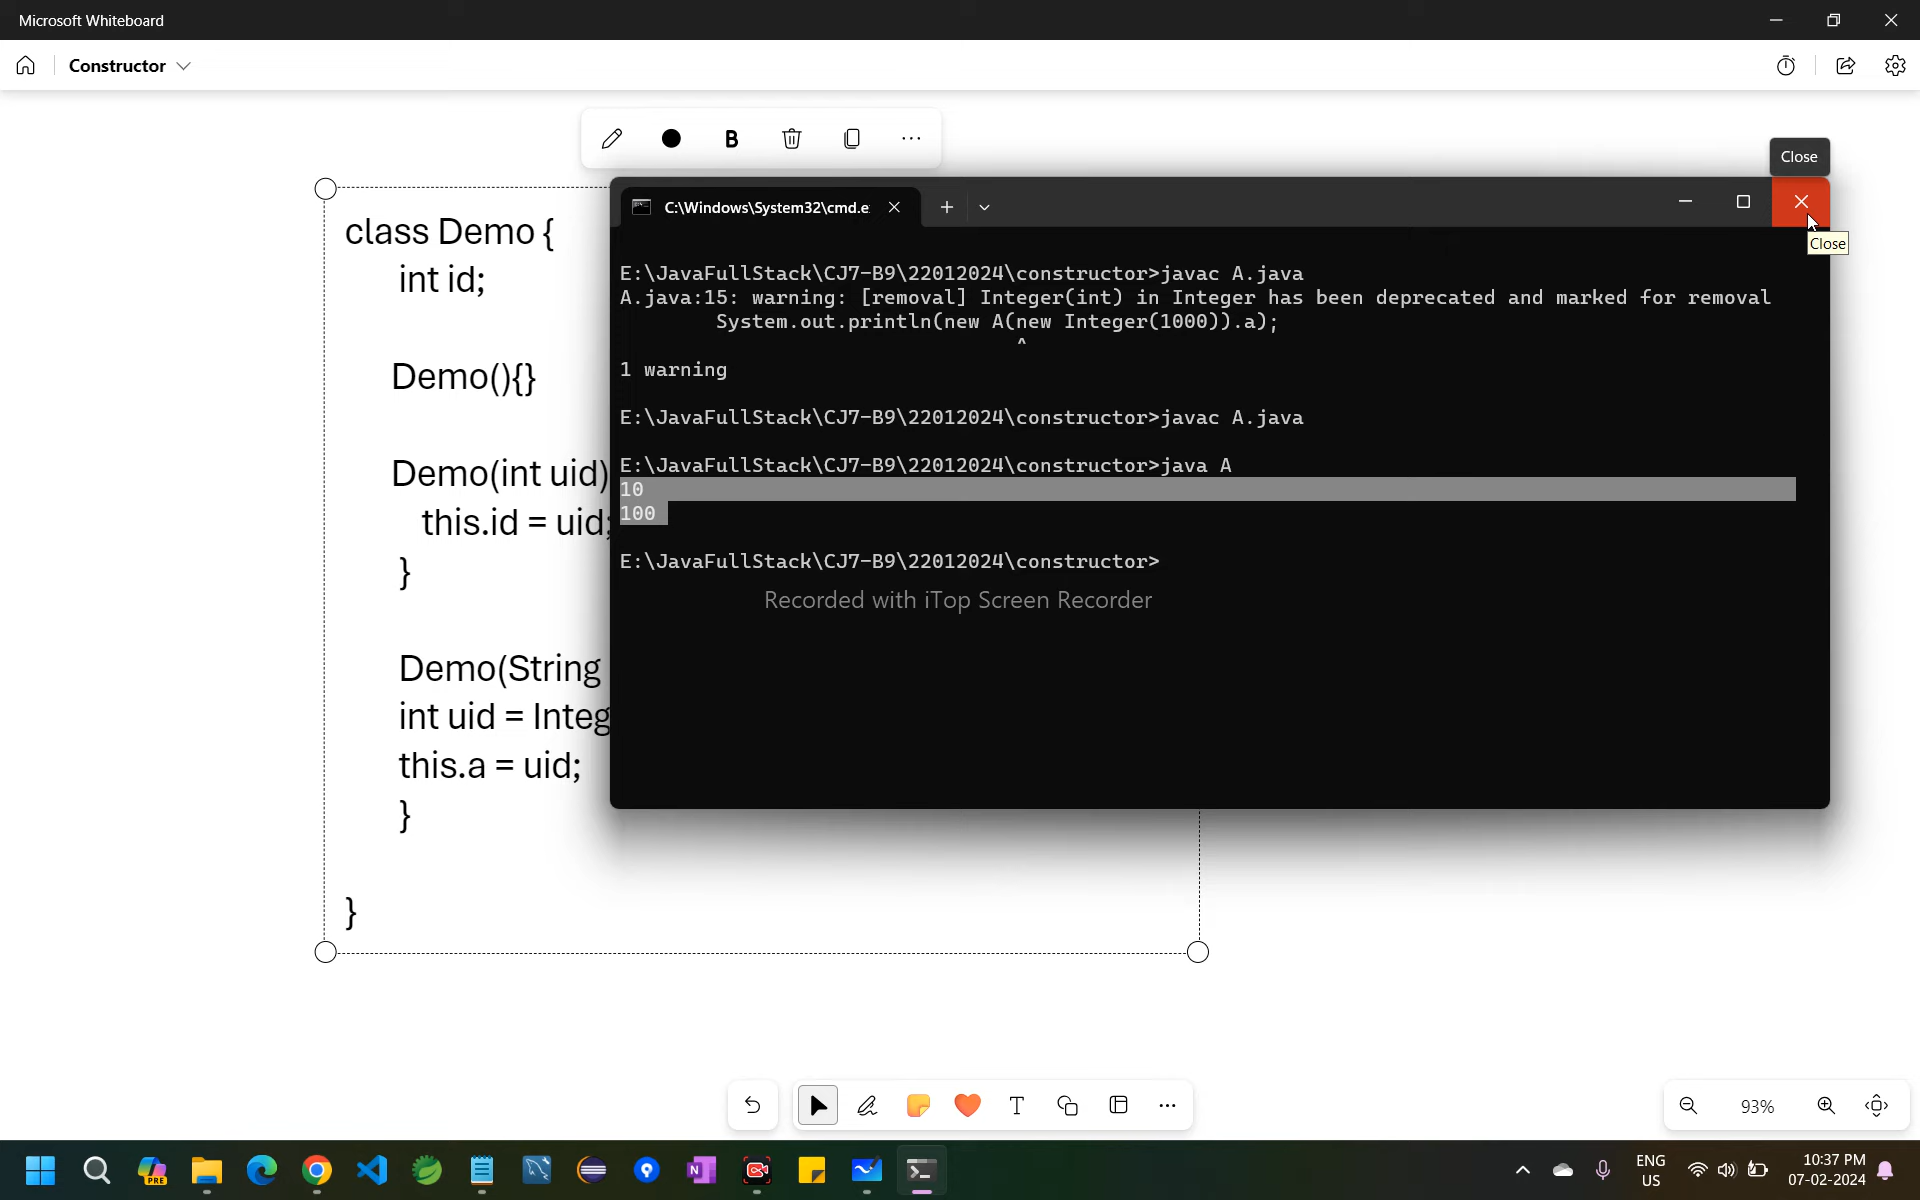 Microsoft Whiteboard
Constructor
B
Close
C:\Windows\System32\cmd.e
Close
class Demo {
int id;
Demo(){}
Demo(int uid)
this.id = uid;
}
Demo(String
int uid = Integ
this.a = uid;
}
}
E:\JavaFullStack\CJ7-B9\22012024\constructor>javac A.java
A.java:15: warning: [removal] Integer(int) in Integer has been deprecated and marked for removal
System.out.println(new A(new Integer(1000)).a);
^
1 warning
E:\JavaFullStack\CJ7-B9\22012024\constructor>javac A.java
E:\JavaFullStack\CJ7-B9\22012024\constructor>java A
10
100
E:\JavaFullStack\CJ7-B9\22012024\constructor>
Recorded with iTop Screen Recorder
93%
PRE
ENG
US
10:37 PM
07-02-2024